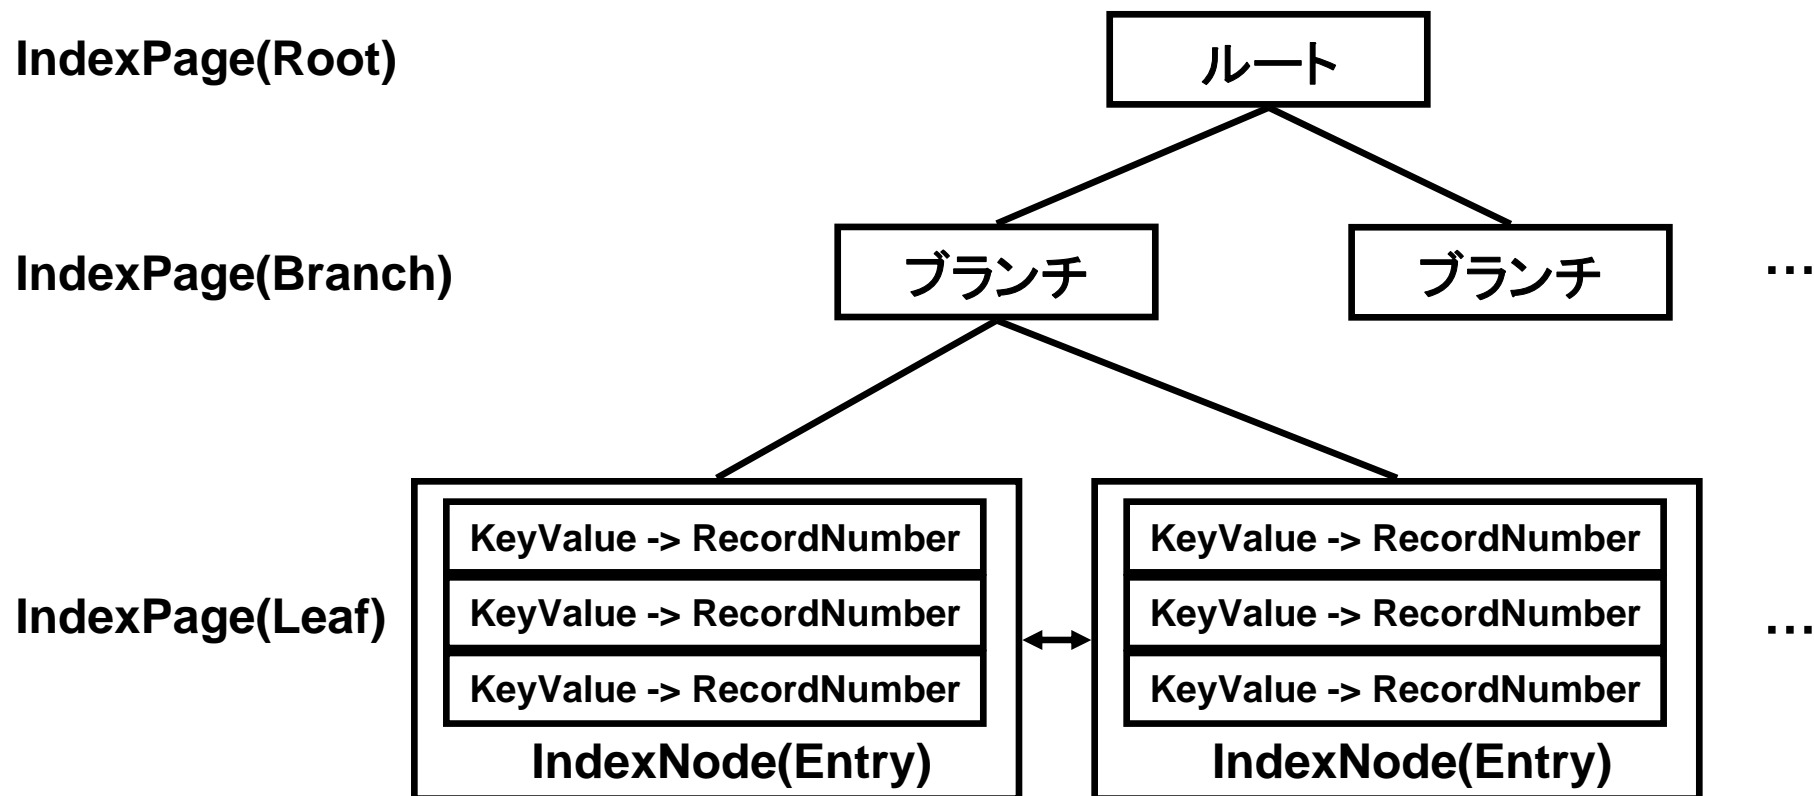 IndexPage(Root)
ルート
IndexPage(Branch)
ブランチ
ブランチ
…
IndexPage(Leaf)
KeyValue -> RecordNumber
KeyValue -> RecordNumber
KeyValue -> RecordNumber
IndexNode(Entry)
KeyValue -> RecordNumber
KeyValue -> RecordNumber
KeyValue -> RecordNumber
IndexNode(Entry)
…